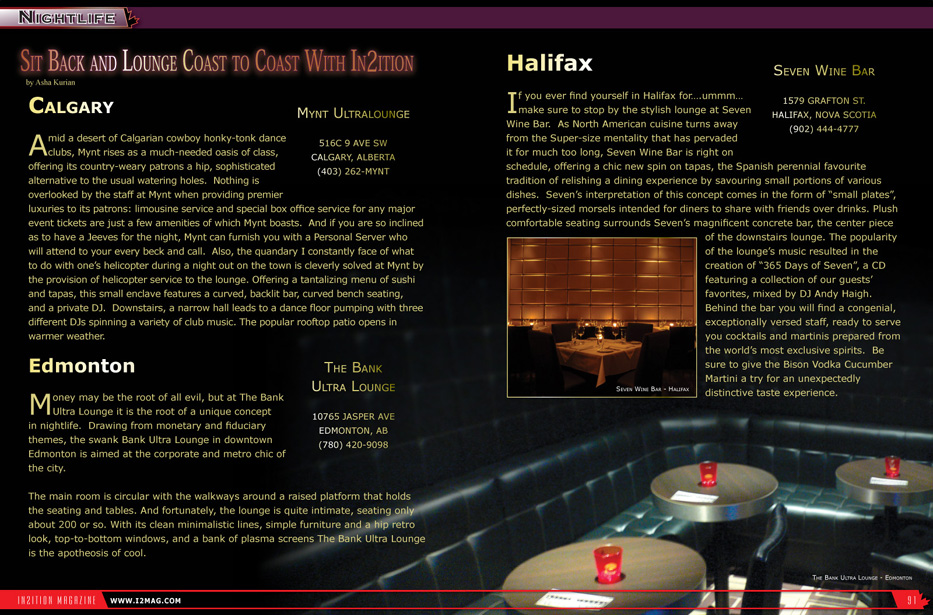 NIGHTLIFE
SIT BACK AND LOUNGE COAST TO COAST WITH IN2ITION
by Asha Kurian
CALGARY
MYNT ULTRALOUNGE
516C 9 AVE SW
CALGARY, ALBERTA
(403) 262-MYNT
Amid a desert of Calgarian cowboy honky-tonk dance
clubs, Mynt rises as a much-needed oasis of class,
offering its country-weary patrons a hip, sophisticated
alternative to the usual watering holes.  Nothing is
overlooked by the staff at Mynt when providing premier
luxuries to its patrons: limousine service and special box office service for any major
event tickets are just a few amenities of which Mynt boasts.  And if you are so inclined
as to have a Jeeves for the night, Mynt can furnish you with a Personal Server who
will attend to your every beck and call.  Also, the quandary I constantly face of what
to do with one's helicopter during a night out on the town is cleverly solved at Mynt by
the provision of helicopter service to the lounge. Offering a tantalizing menu of sushi
and tapas, this small enclave features a curved, backlit bar, curved bench seating,
and a private DJ.  Downstairs, a narrow hall leads to a dance floor pumping with three
different DJs spinning a variety of club music. The popular rooftop patio opens in
warmer weather.
Edmonton
THE BANK
ULTRA LOUNGE
10765 JASPER AVE
EDMONTON, AB
(780) 420-9098
Money may be the root of all evil, but at The Bank
Ultra Lounge it is the root of a unique concept
in nightlife.  Drawing from monetary and fiduciary
themes, the swank Bank Ultra Lounge in downtown
Edmonton is aimed at the corporate and metro chic of
the city.
The main room is circular with the walkways around a raised platform that holds
the seating and tables. And fortunately, the lounge is quite intimate, seating only
about 200 or so. With its clean minimalistic lines, simple furniture and a hip retro
look, top-to-bottom windows, and a bank of plasma screens The Bank Ultra Lounge
is the apotheosis of cool.
Halifax
SEVEN WINE BAR
1579 GRAFTON ST.
HALIFAX, NOVA SCOTIA
(902) 444-4777
If you ever find yourself in Halifax for....ummm...
make sure to stop by the stylish lounge at Seven
Wine Bar.  As North American cuisine turns away
from the Super-size mentality that has pervaded
it for much too long, Seven Wine Bar is right on
schedule, offering a chic new spin on tapas, the Spanish perennial favourite
tradition of relishing a dining experience by savouring small portions of various
dishes.  Seven's interpretation of this concept comes in the form of "small plates",
perfectly-sized morsels intended for diners to share with friends over drinks. Plush
comfortable seating surrounds Seven's magnificent concrete bar, the center piece
of the downstairs lounge. The popularity
of the lounge's music resulted in the
creation of "365 Days of Seven", a CD
featuring a collection of our guests'
favorites, mixed by DJ Andy Haigh.
Behind the bar you will find a congenial,
exceptionally versed staff, ready to serve
you cocktails and martinis prepared from
the world's most exclusive spirits.  Be
sure to give the Bison Vodka Cucumber
Martini a try for an unexpectedly
distinctive taste experience.
SEVEN WINE BAR - HALIFAX
THE BANK ULTRA LOUNGE - EDMONTON
IN2ITION MAGAZINE
WWW.I2MAG.COM
91